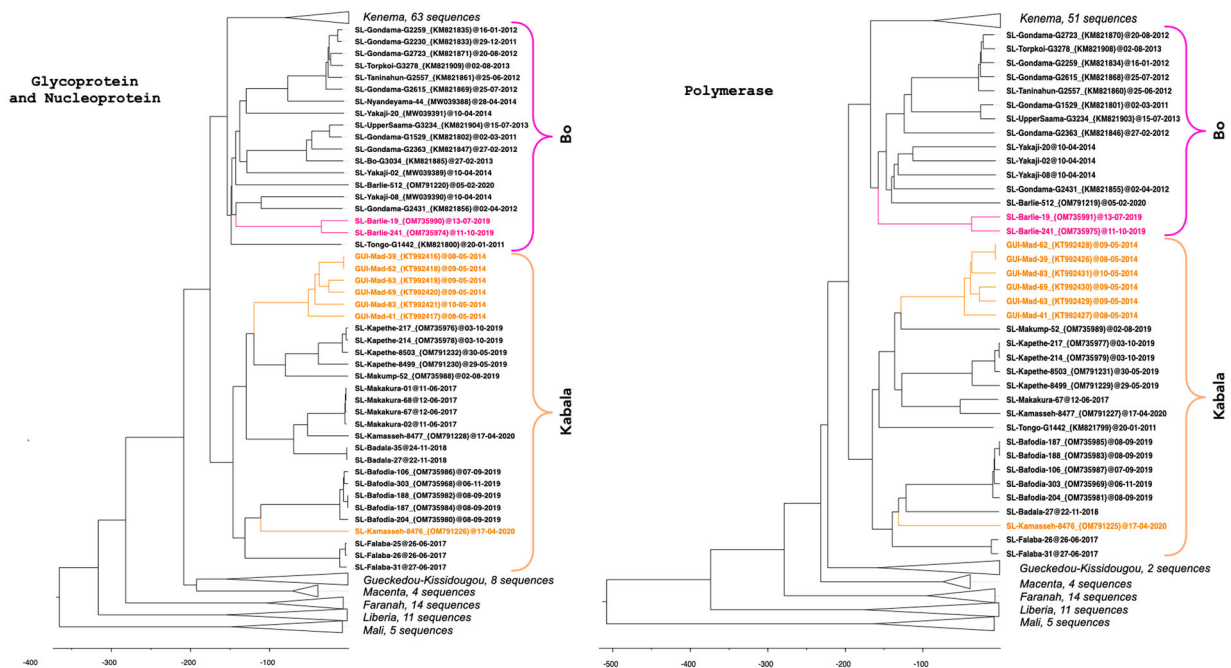 Kenema, 63 sequences
SL-Gondama-G2259_{KM821835}@16-01-2012
SL-Gondama-G2230_{KM821833}@29-12-2011
SL-Gondama-G2723_{KM821871}@20-08-2012
SL-Torpkoi-G3278_{KM821909}@02-08-2013
SL-Taninahun-G2557_{KM821861}@25-06-2012
SL-Gondama-G2615_{KM821869}@25-07-2012
SL-Nyandeyama-44_{MW039388}@28-04-2014
SL-Yakaji-20_{MW039391}@10-04-2014
SL-UpperSaama-G3234_{KM821904}@15-07-2013
SL-Gondama-G1529_{KM821802}@02-03-2011
SL-Gondama-G2363_{KM821847}@27-02-2012
SL-Bo-G3034_{KM821885}@27-02-2013
SL-Yakaji-02_{MW039389}@10-04-2014
SL-Barlie-512_{OM791220}@05-02-2020
SL-Yakaji-08_{MW039390}@10-04-2014
SL-Gondama-G2431_{KM821856}@02-04-2012
SL-Barlie-19_{OM735990}@13-07-2019
SL-Barlie-241_{OM735974}@11-10-2019
SL-Tongo-G1442_{KM821800}@20-01-2011
GUI-Mad-39_{KT992416}@08-05-2014
GUI-Mad-62_{KT992418}@09-05-2014
GUI-Mad-63_{KT992419}@09-05-2014
GUI-Mad-69_{KT992420}@09-05-2014
GUI-Mad-83_{KT992421}@10-05-2014
GUI-Mad-41_{KT992417}@08-05-2014
SL-Kapethe-217_{OM735976}@03-10-2019
SL-Kapethe-214_{OM735978}@03-10-2019
SL-Kapethe-8503_{OM791232}@30-05-2019
SL-Kapethe-8499_{OM791230}@29-05-2019
SL-Makump-52_{OM735988}@02-08-2019
SL-Makakura-01@11-06-2017
SL-Makakura-68@12-06-2017
SL-Makakura-67@12-06-2017
SL-Makakura-02@11-06-2017
SL-Kamasseh-8477_{OM791228}@17-04-2020
SL-Badala-35@24-11-2018
SL-Badala-27@22-11-2018
SL-Bafodia-106_{OM735986}@07-09-2019
SL-Bafodia-303_{OM735968}@06-11-2019
SL-Bafodia-188_{OM735982}@08-09-2019
SL-Bafodia-187_{OM735984}@08-09-2019
SL-Bafodia-204_{OM735980}@08-09-2019
SL-Kamasseh-8476_{OM791226}@17-04-2020
SL-Falaba-25@26-06-2017
SL-Falaba-26@26-06-2017
SL-Falaba-31@27-06-2017
Gueckedou-Kissidougou, 8 sequences
Macenta, 4 sequences
Faranah, 14 sequences
Liberia, 11 sequences
Mali, 5 sequences
Glycoprotein
and Nucleoprotein
Bo
Kabala
-300
-200
-100
0
Kenema, 51 sequences
SL-Gondama-G2723_{KM821870}@20-08-2012
SL-Torpkoi-G3278_{KM821908}@02-08-2013
SL-Gondama-G2259_{KM821834}@16-01-2012
SL-Gondama-G2615_{KM821868}@25-07-2012
SL-Taninahun-G2557_{KM821860}@25-06-2012
SL-Gondama-G1529_{KM821801}@02-03-2011
SL-UpperSaama-G3234_{KM821903}@15-07-2013
SL-Gondama-G2363_{KM821846}@27-02-2012
SL-Yakaji-20@10-04-2014
SL-Yakaji-02@10-04-2014
SL-Yakaji-08@10-04-2014
SL-Gondama-G2431_{KM821855}@02-04-2012
SL-Barlie-512_{OM791219}@05-02-2020
SL-Barlie-19_{OM735991}@13-07-2019
SL-Barlie-241_{OM735975}@11-10-2019
GUI-Mad-62_{KT992428}@09-05-2014
GUI-Mad-39_{KT992426}@08-05-2014
GUI-Mad-83_{KT992431}@10-05-2014
GUI-Mad-69_{KT992430}@09-05-2014
GUI-Mad-63_{KT992429}@09-05-2014
GUI-Mad-41_{KT992427}@08-05-2014
SL-Makump-52_{OM735989}@02-08-2019
SL-Kapethe-217_{OM735977}@03-10-2019
SL-Kapethe-214_{OM735979}@03-10-2019
SL-Kapethe-8503_{OM791231}@30-05-2019
SL-Kapethe-8499_{OM791229}@29-05-2019
SL-Makakura-67@12-06-2017
SL-Kamasseh-8477_{OM791227}@17-04-2020
SL-Tongo-G1442_{KM821799}@20-01-2011
SL-Bafodia-187_{OM735985}@08-09-2019
SL-Bafodia-188_{OM735983}@08-09-2019
SL-Bafodia-106_{OM735987}@07-09-2019
SL-Bafodia-303_{OM735969}@06-11-2019
SL-Bafodia-204_{OM735981}@08-09-2019
SL-Badala-27@22-11-2018
SL-Kamasseh-8476_{OM791225}@17-04-2020
SL-Falaba-26@26-06-2017
SL-Falaba-31@27-06-2017
Gueckedou-Kissidougou, 2 sequences
Macenta, 4 sequences
Faranah, 14 sequences
Liberia, 11 sequences
Mali, 5 sequences
Polymerase
Bo
Kabala
-500
-400
-300
-200
-100
0